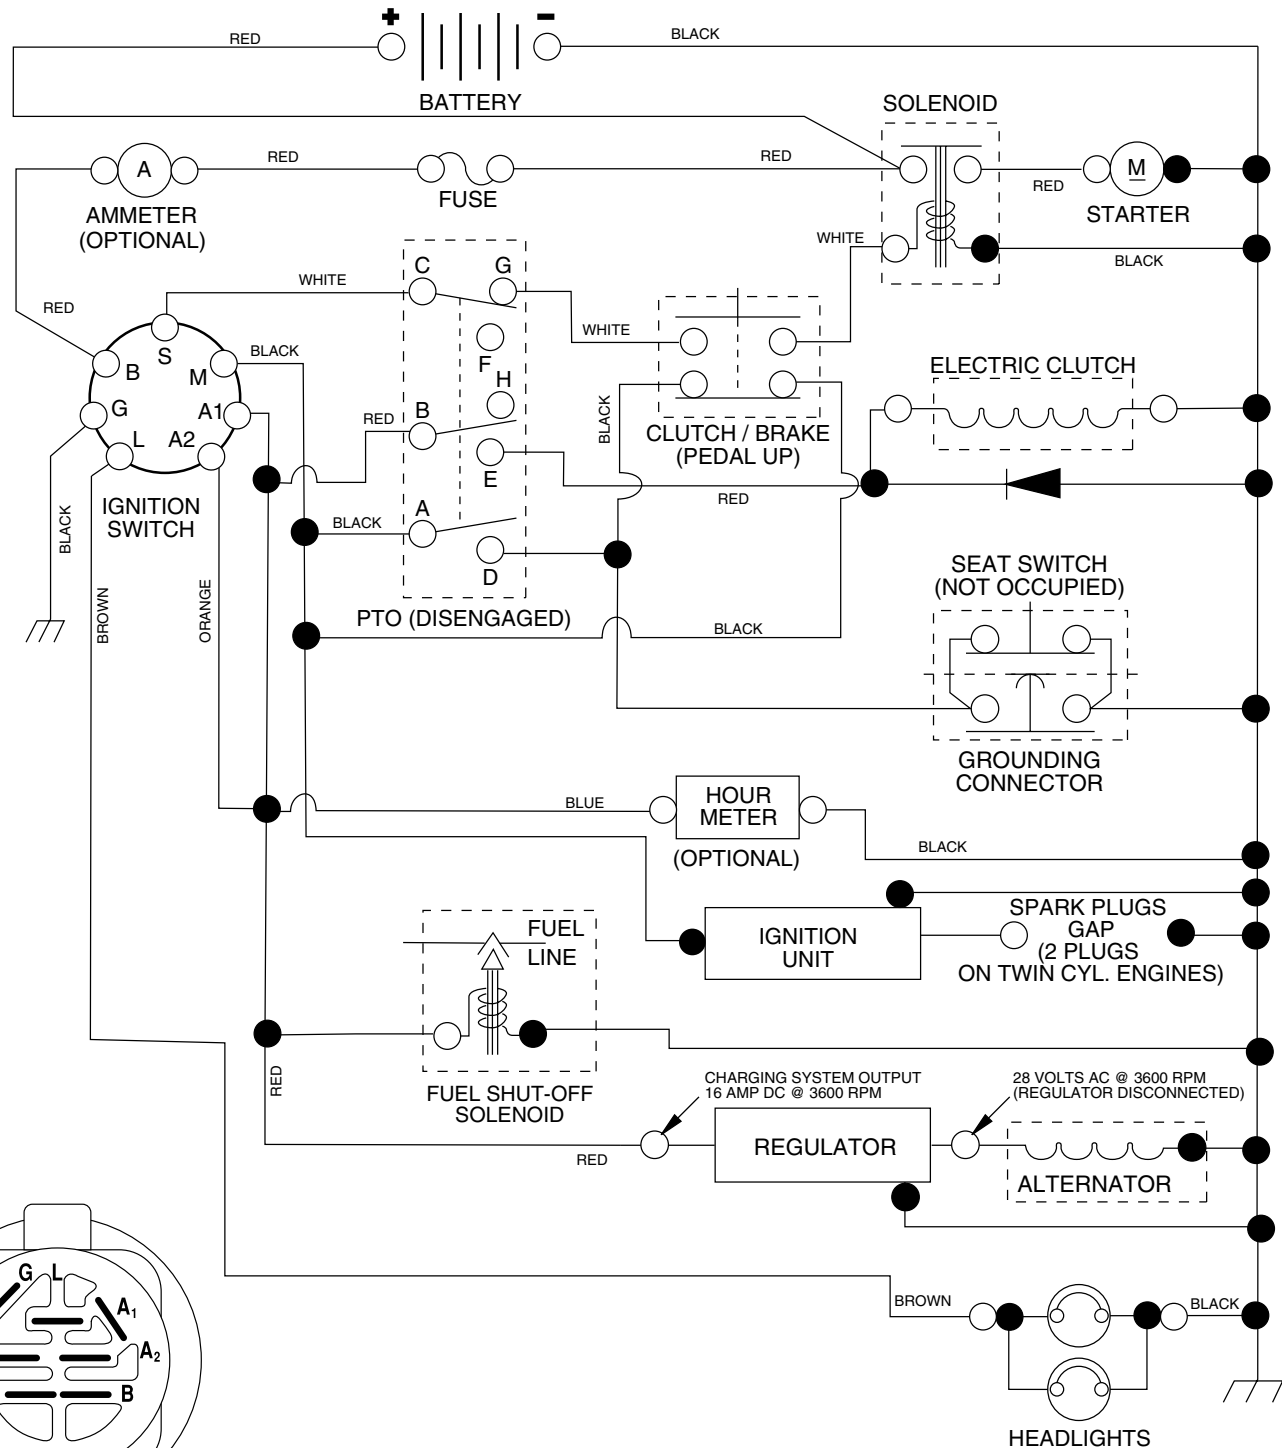 + −
RED
BLACK
BATTERY
SOLENOID
A
RED
RED
RED
M
FUSE
STARTER
AMMETER
(OPTIONAL)
WHITE
BLACK
C G
WHITE
RED
WHITE
F
S
B
M
BLACK
ELECTRIC CLUTCH
H
G
A1
B
RED
BLACK
L A2
CLUTCH / BRAKE
(PEDAL UP)
E
RED
IGNITION
SWITCH
A
BLACK
BLACK
SEAT SWITCH
(NOT OCCUPIED)
D
BROWN
ORANGE
PTO (DISENGAGED)
BLACK
GROUNDING
CONNECTOR
BLUE
HOUR
METER
(OPTIONAL)
BLACK
SPARK PLUGS
GAP
(2 PLUGS
ON TWIN CYL. ENGINES)
FUEL
LINE
IGNITION
UNIT
RED
FUEL SHUT-OFF
SOLENOID
CHARGING SYSTEM OUTPUT
16 AMP DC @ 3600 RPM
28 VOLTS AC @ 3600 RPM
(REGULATOR DISCONNECTED)
RED
REGULATOR
ALTERNATOR
G L
A1
A2
B
BROWN
BLACK
HEADLIGHTS